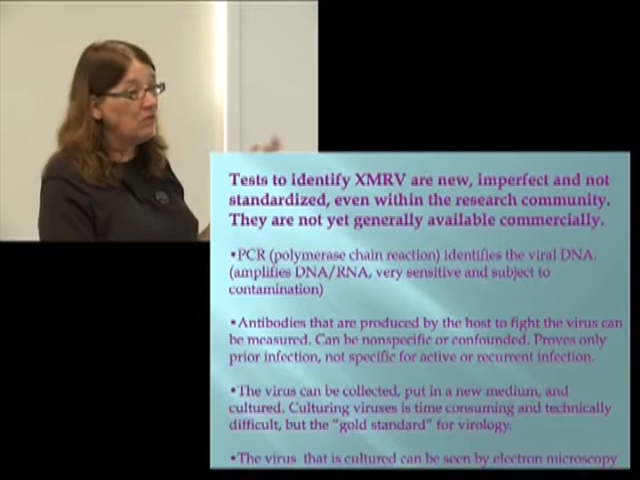 Tests to identify XMRV are new, imperfect and not
standardized, even within the research community.
They are not yet generally available commercially.
•PCR (polymerase chain reaction) identifies the viral DNA.
(amplifies DNA/RNA, very sensitive and subject to
contamination)
•Antibodies that are produced by the host to fight the virus can
be measured. Can be nonspecific or confounded. Proves only
prior infection, not specific for active or recurrent infection.
•The virus can be collected, put in a new medium, and
cultured. Culturing viruses is time consuming and technically
difficult, but the "gold standard" for virology.
•The virus that is cultured can be seen by electron microscopy